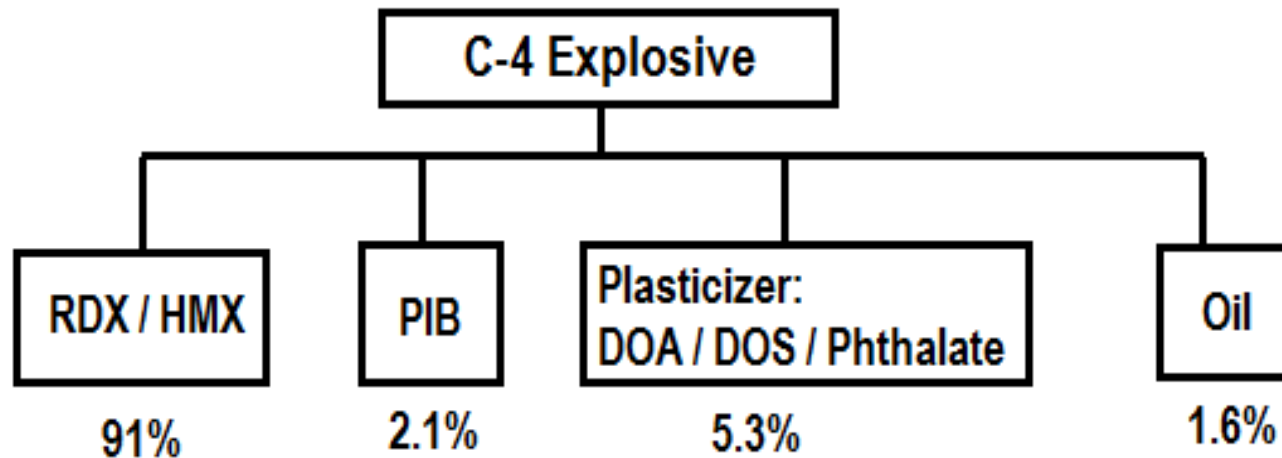 C-4 Explosive
RDX / HMX
PIB
Plasticizer:
DOA / DOS / Phthalate
Oil
91%
2.1%
5.3%
1.6%